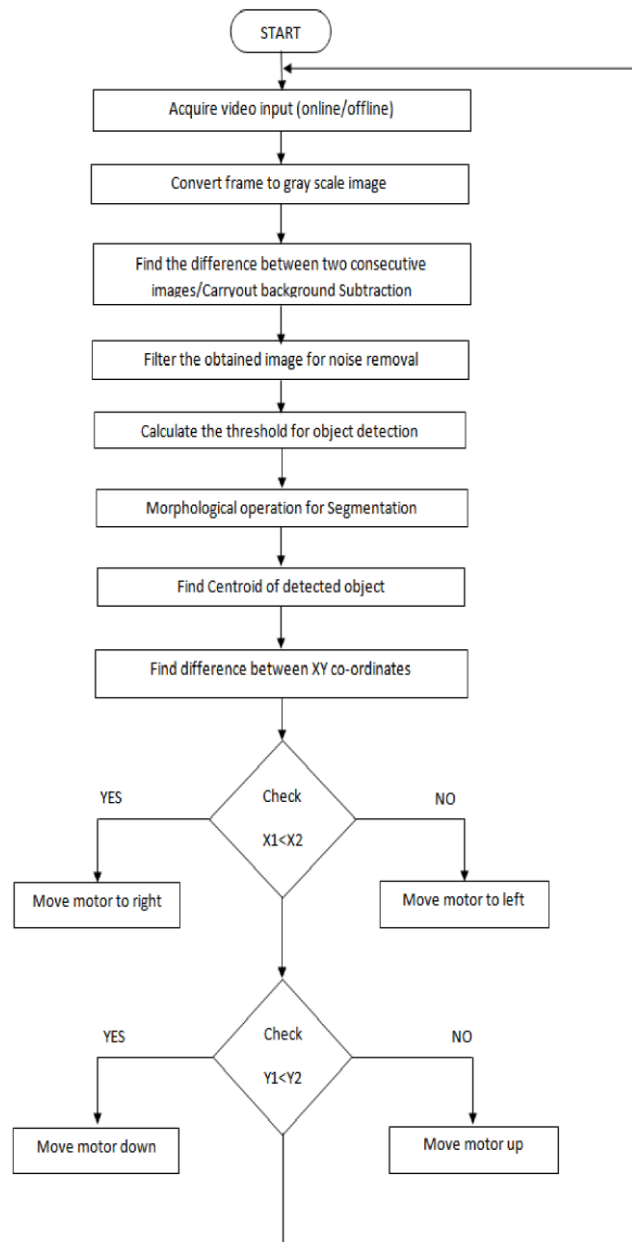 START
Acquire video input (online/offline)
Convert frame to gray scale image
Find the difference between two consecutive
images/Carryout background Subtraction
Filter the obtained image for noise removal
Calculate the threshold for object detection
Morphological operation for Segmentation
Find Centroid of detected object
Find difference between XY co-ordinates
YES
Check
X1<X2
NO
Move motor to right
Move motor to left
YES
Check
Y1<Y2
NO
Move motor down
Move motor up